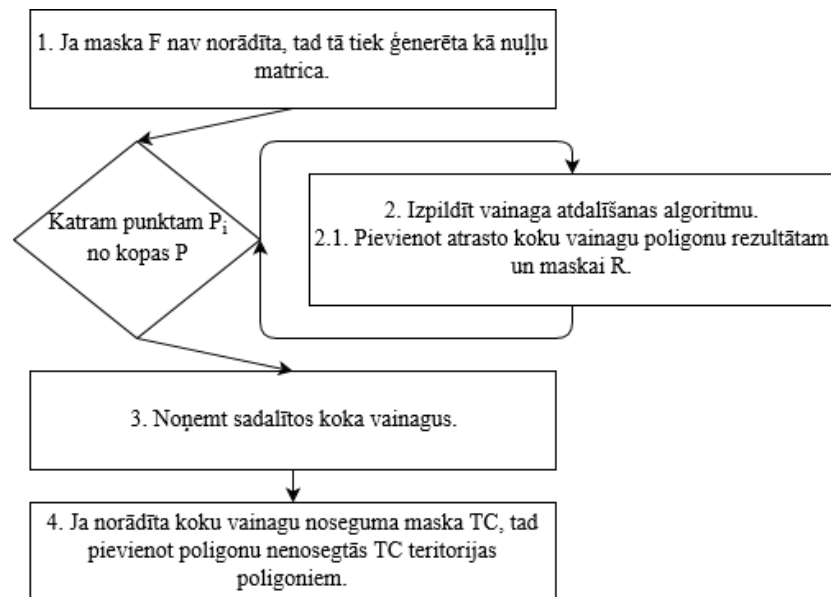 1. Ja maska F nav norādīta, tad tā tiek ģenerēta kā nuļļu
matrica.
Katram punktam Pᵢ
no kopas P
2. Izpildīt vainaga atdalīšanas algoritmu.
2.1. Pievienot atrasto koku vainagu poligonu rezultātam
un maskai R.
3. Noņemt sadalītos koka vainagus.
4. Ja norādīta koku vainagu noseguma maska TC, tad
pievienot poligonu nenosegtās TC teritorijas
poligoniem.